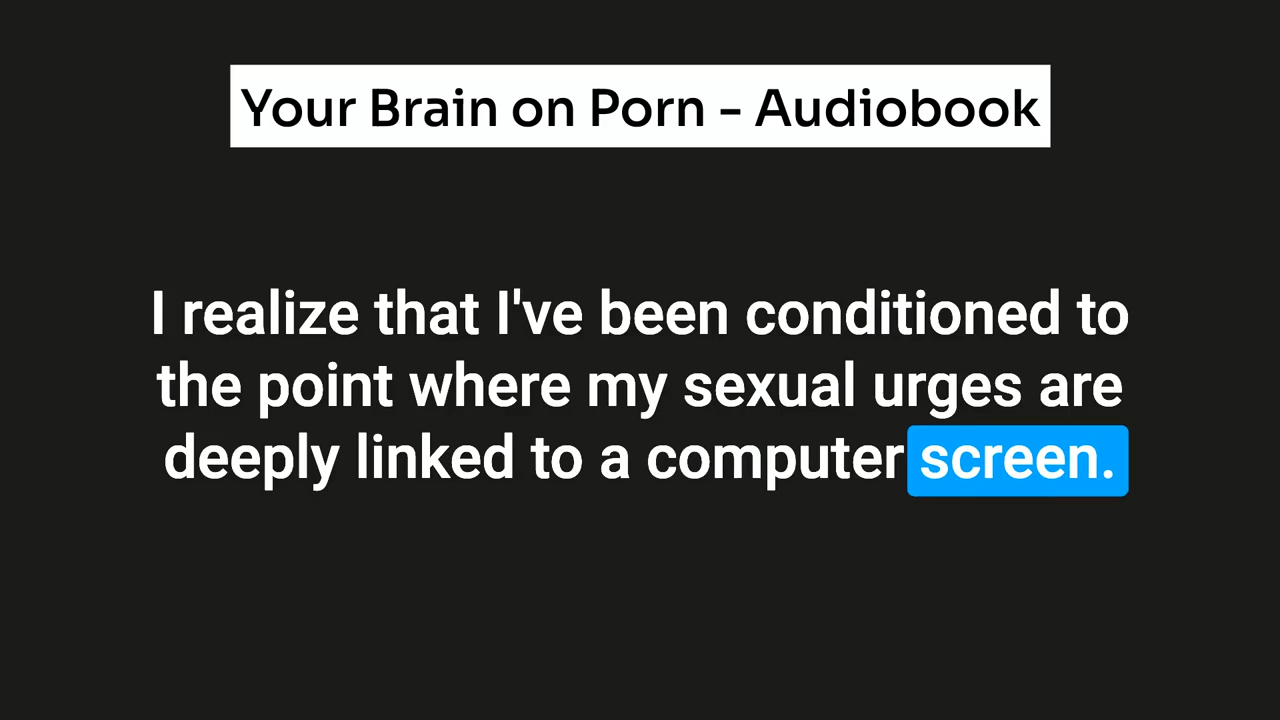 Your Brain on Porn - Audiobook
I realize that I've been conditioned to
the point where my sexual urges are
deeply linked to a computer screen.